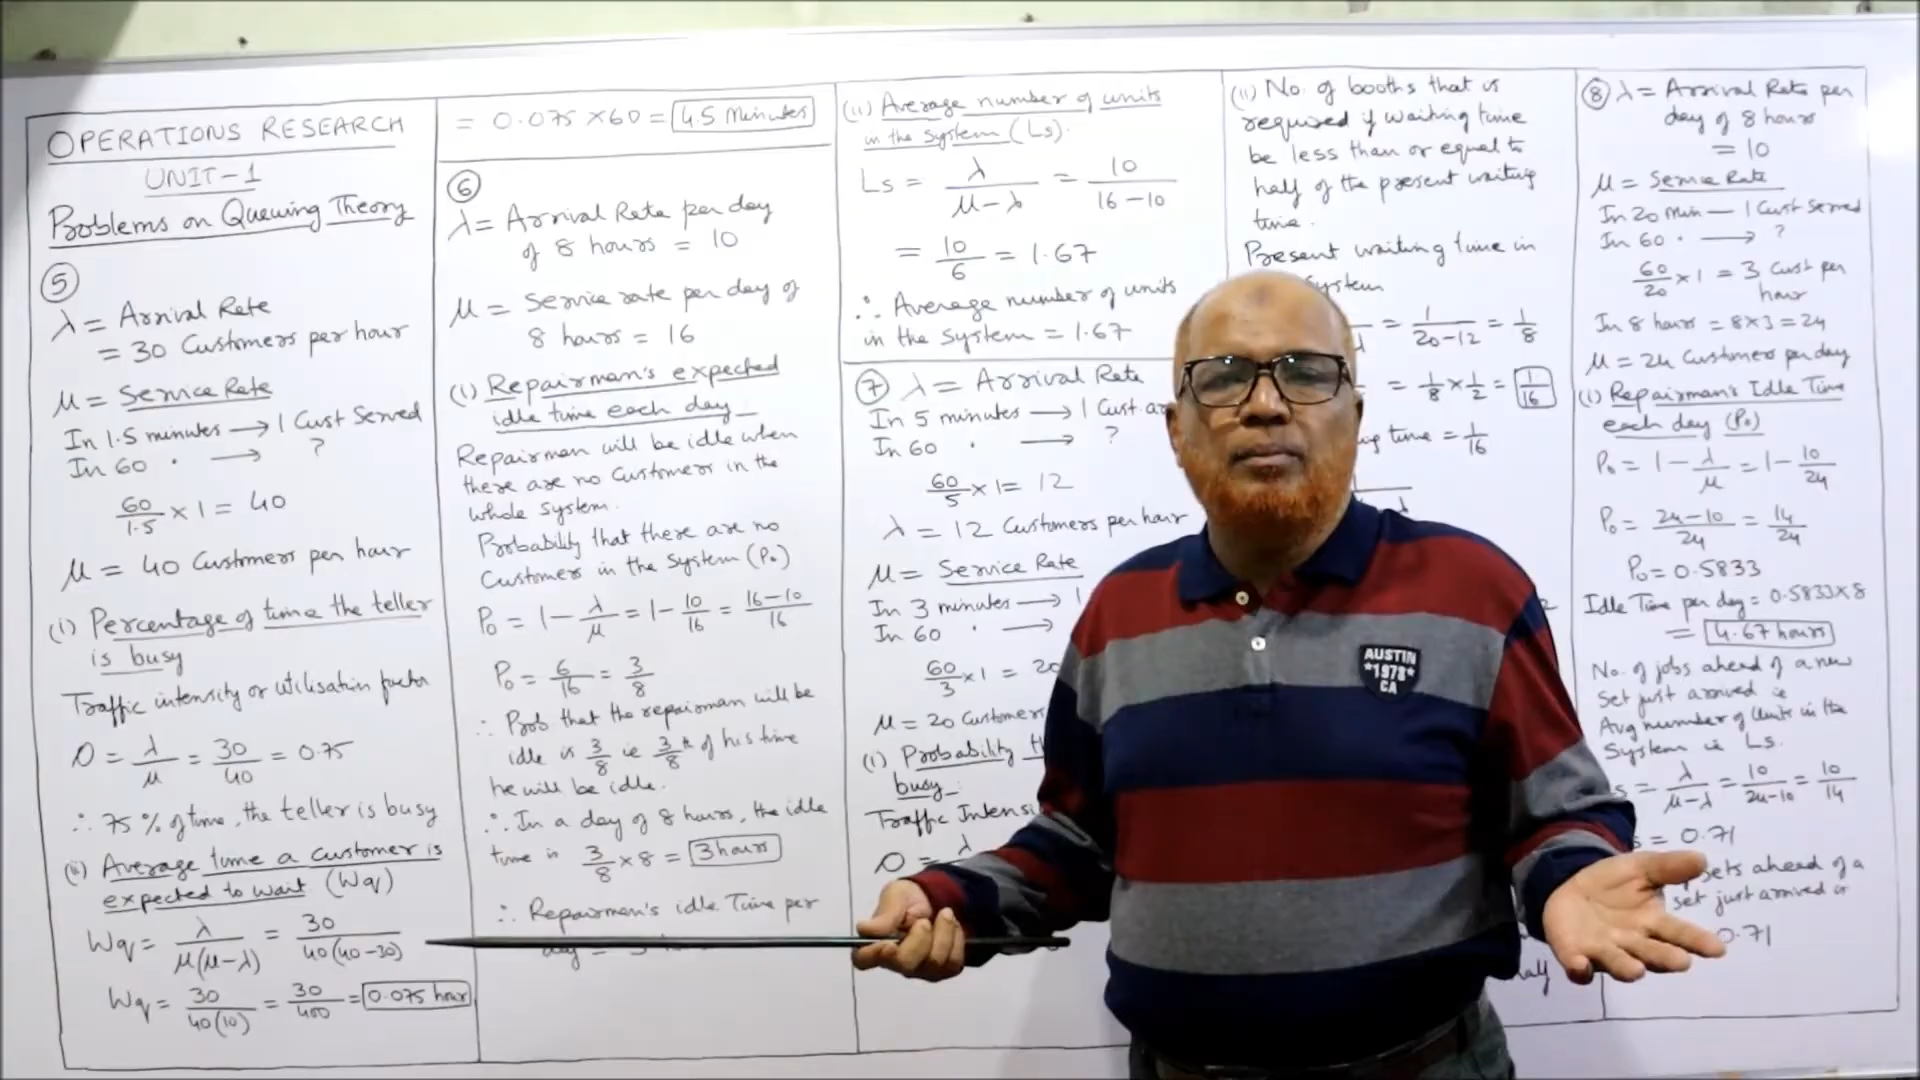 OPERATIONS RESEARCH
UNIT-1
Problems on Queuing Theory
5
λ = Arrival Rate
= 30 Customers per hour
μ = Service Rate
In 1.5 minutes → 1 Cust Served
In 60 " → ?
60/1.5 × 1 = 40
μ = 40 Customers per hour
(i) Percentage of time the teller
is busy
Traffic intensity or utilisation factor
ρ = λ/μ = 30/40 = 0.75
∴ 75 % of time, the teller is busy
(ii) Average time a customer is
expected to wait (Wq)
Wq = λ/μ(μ-λ) = 30/40(40-30)
Wq = 30/40(10) = 30/400 = 0.075 hour
= 0.075 × 60 = 4.5 Minutes
6
λ = Arrival Rate per day
of 8 hours = 10
μ = Service rate per day of
8 hours = 16
(i) Repairman's expected
idle time each day
Repairman will be idle when
there are no Customers in the
whole system.
Probability that there are no
Customers in the System (P₀)
P₀ = 1 - λ/μ = 1 - 10/16 = 16-10/16
P₀ = 6/16 = 3/8
∴ Prob that the repairman will be
idle is 3/8 ie 3/8 th of his time
he will be idle.
∴ In a day of 8 hours, the idle
time is 3/8 × 8 = 3 hours
∴ Repairman's idle Time per
day = 3
(ii) Average number of units
in the system (Ls).
Ls = λ/μ-λ = 10/16-10
= 10/6 = 1.67
∴ Average number of units
in the system = 1.67
7 λ = Arrival Rate
In 5 minutes → 1 Cust
In 60 " → ?
60/5 × 1 = 12
λ = 12 Customers per hour
μ = Service Rate
In 3 minutes → 1
In 60 " →
60/3 × 1 = 20
μ = 20 Customers
(i) Probability
busy
Traffic
ρ = λ
(ii) No. of booths that is
required if waiting time
be less than or equal to
half of the present waiting
time.
Present waiting time in
System
= 1/20-12 = 1/8
= 1/8 × 1/2 = 1/16
time = 1/16
8 λ = Arrival Rate per
day of 8 hours
= 10
μ = Service Rate
In 20 Min — 1 Cust Served
In 60 " → ?
60/20 × 1 = 3 Cust per
hour
In 8 hours = 8×3 = 24
μ = 24 Customers per day
(i) Repairman's Idle Time
each day (P₀)
P₀ = 1 - λ/μ = 1 - 10/24
P₀ = 24-10/24 = 14/24
P₀ = 0.5833
Idle Time per day = 0.5833×8
= 4.67 hours
No. of jobs ahead of a new
set just arrived ie
Avg number of Units in the
System ie Ls.
= λ/μ-λ = 10/24-10 = 10/14
= 0.71
sets ahead of a
set just arrived is
0.71
AUSTIN
*1978*
CA